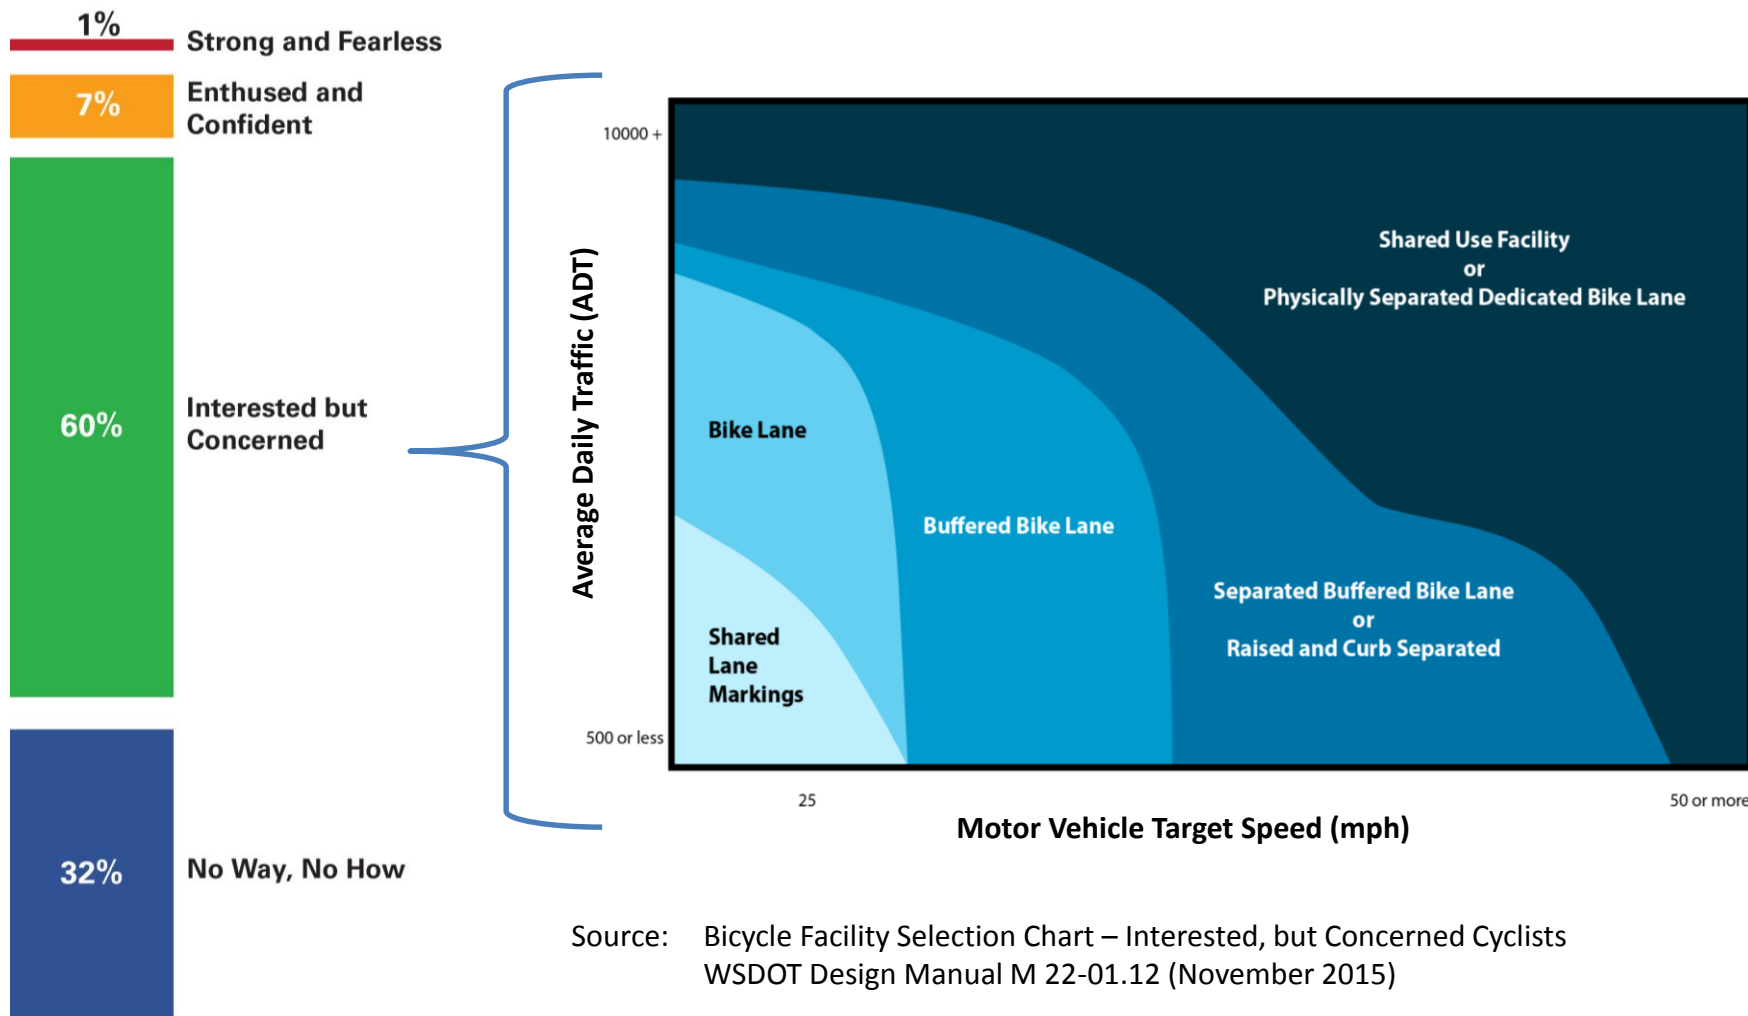 1%
Strong and Fearless
7%
Enthused and
Confident
60%
Interested but
Concerned
32%
No Way, No How
Average Daily Traffic (ADT)
10000 +
500 or less
Shared Use Facility
or
Physically Separated Dedicated Bike Lane
Bike Lane
Buffered Bike Lane
Separated Buffered Bike Lane
or
Raised and Curb Separated
Shared
Lane
Markings
25
50 or more
Motor Vehicle Target Speed (mph)
Source: Bicycle Facility Selection Chart – Interested, but Concerned Cyclists
WSDOT Design Manual M 22-01.12 (November 2015)